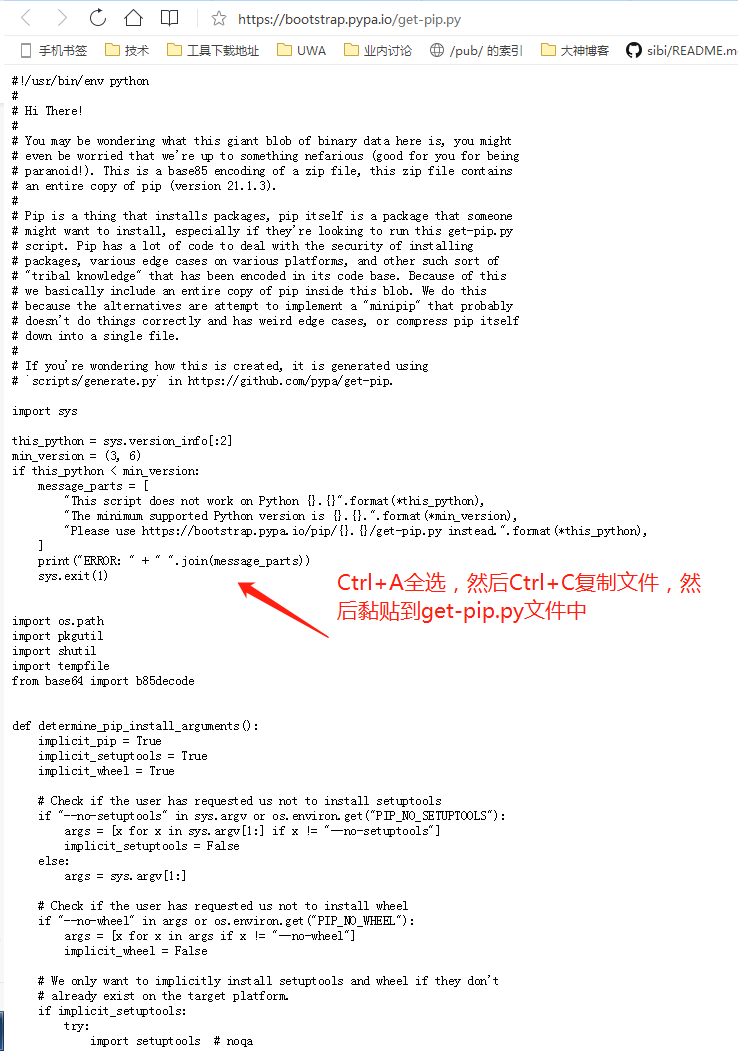 https://bootstrap.pypa.io/get-pip.py
手机书签 技术 工具下载地址 UWA 业内讨论 /pub/ 的索引 大神博客 sibi/README.m
#!/usr/bin/env python
#
# Hi There!
#
# You may be wondering what this giant blob of binary data here is, you might
# even be worried that we're up to something nefarious (good for you for being
# paranoid!). This is a base85 encoding of a zip file, this zip file contains
# an entire copy of pip (version 21.1.3).
#
# Pip is a thing that installs packages, pip itself is a package that someone
# might want to install, especially if they're looking to run this get-pip.py
# script. Pip has a lot of code to deal with the security of installing
# packages, various edge cases on various platforms, and other such sort of
# "tribal knowledge" that has been encoded in its code base. Because of this
# we basically include an entire copy of pip inside this blob. We do this
# because the alternatives are attempt to implement a "minipip" that probably
# doesn't do things correctly and has weird edge cases, or compress pip itself
# down into a single file.
#
# If you're wondering how this is created, it is generated using
# `scripts/generate.py` in https://github.com/pypa/get-pip.
import sys
this_python = sys.version_info[:2]
min_version = (3, 6)
if this_python < min_version:
    message_parts = [
        "This script does not work on Python {}.{}".format(*this_python),
        "The minimum supported Python version is {}.{}.".format(*min_version),
        "Please use https://bootstrap.pypa.io/pip/{}.{}/get-pip.py instead.".format(*this_python),
    ]
    print("ERROR: " + " ".join(message_parts))
    sys.exit(1)
Ctrl+A全选，然后Ctrl+C复制文件，然
后黏贴到get-pip.py文件中
import os.path
import pkgutil
import shutil
import tempfile
from base64 import b85decode
def determine_pip_install_arguments():
    implicit_pip = True
    implicit_setuptools = True
    implicit_wheel = True
    # Check if the user has requested us not to install setuptools
    if "--no-setuptools" in sys.argv or os.environ.get("PIP_NO_SETUPTOOLS"):
        args = [x for x in sys.argv[1:] if x != "--no-setuptools"]
        implicit_setuptools = False
    else:
        args = sys.argv[1:]
    # Check if the user has requested us not to install wheel
    if "--no-wheel" in args or os.environ.get("PIP_NO_WHEEL"):
        args = [x for x in args if x != "--no-wheel"]
        implicit_wheel = False
    # We only want to implicitly install setuptools and wheel if they don't
    # already exist on the target platform.
    if implicit_setuptools:
        try:
            import setuptools  # noqa